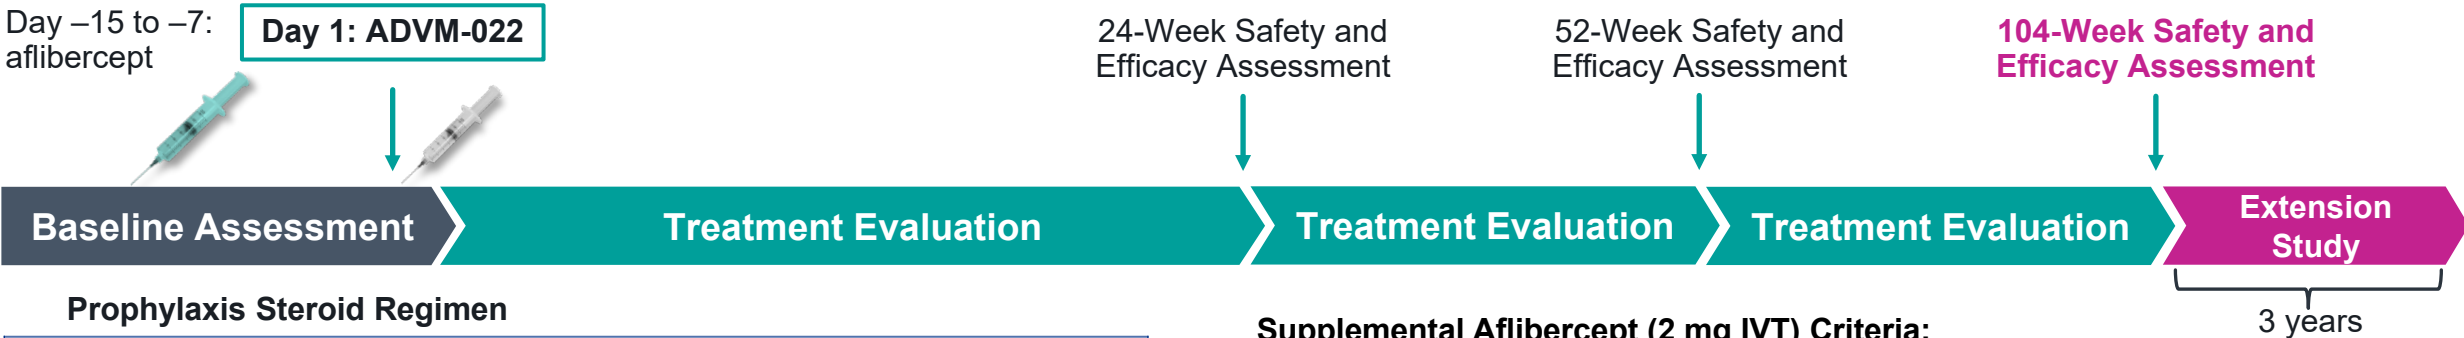 Day –15 to –7:
aflibercept
Day 1: ADVM-022
24-Week Safety and
Efficacy Assessment
52-Week Safety and
Efficacy Assessment
104-Week Safety and
Efficacy Assessment
Baseline Assessment
Treatment Evaluation
Treatment Evaluation
Treatment Evaluation
Extension
Study
Prophylaxis Steroid Regimen
Supplemental Aflibercept (2 mg IVT) Criteria:
3 years